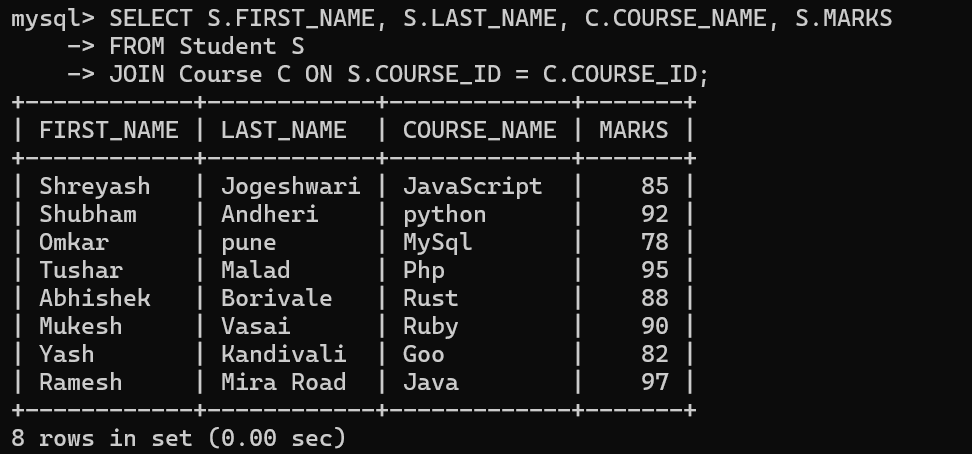 mysql> SELECT S.FIRST_NAME, S.LAST_NAME, C.COURSE_NAME, S.MARKS
    -> FROM Student S
    -> JOIN Course C ON S.COURSE_ID = C.COURSE_ID;
+------------+------------+-------------+-------+
| FIRST_NAME | LAST_NAME  | COURSE_NAME | MARKS |
+------------+------------+-------------+-------+
| Shreyash   | Jogeshwari | JavaScript  |    85 |
| Shubham    | Andheri    | python      |    92 |
| Omkar      | pune       | MySql       |    78 |
| Tushar     | Malad      | Php         |    95 |
| Abhishek   | Borivale   | Rust        |    88 |
| Mukesh     | Vasai      | Ruby        |    90 |
| Yash       | Kandivali  | Goo         |    82 |
| Ramesh     | Mira Road  | Java        |    97 |
+------------+------------+-------------+-------+
8 rows in set (0.00 sec)